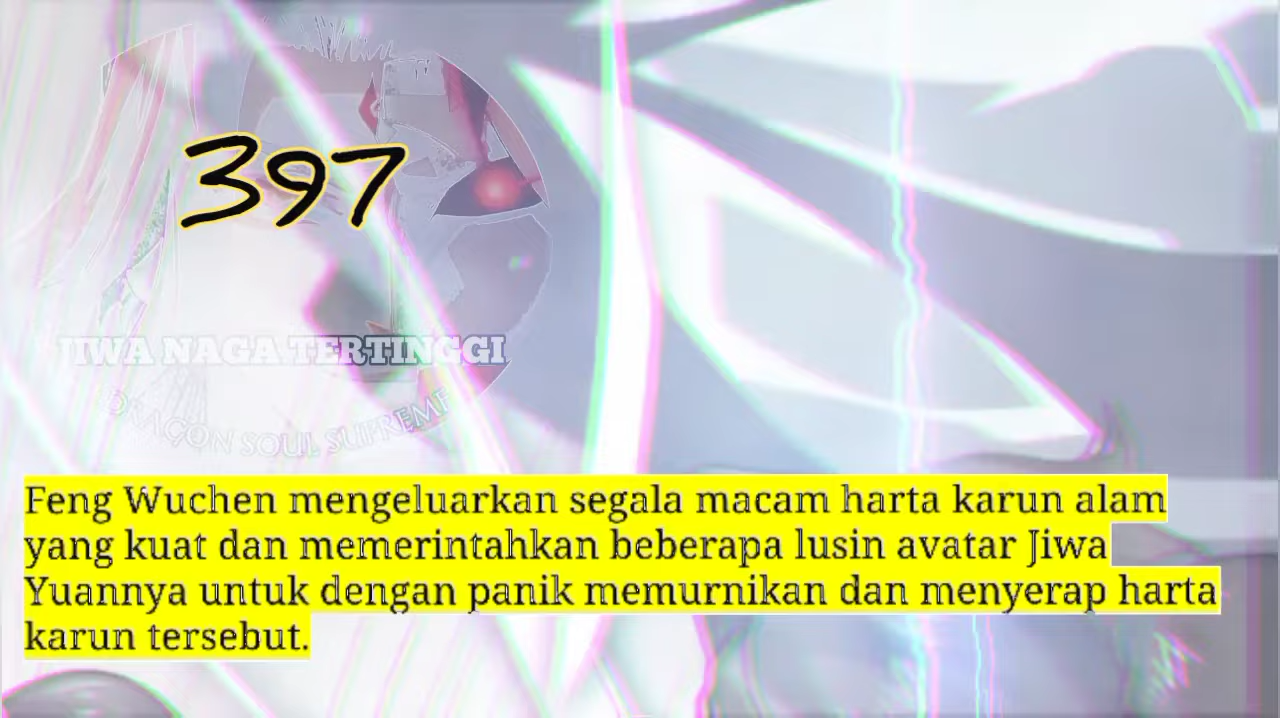 397
JIWA NAGA TERTINGGI
DRAGON SOUL SUPREME
Feng Wuchen mengeluarkan segala macam harta karun alam
yang kuat dan memerintahkan beberapa lusin avatar Jiwa
Yuannya untuk dengan panik memurnikan dan menyerap harta
karun tersebut.